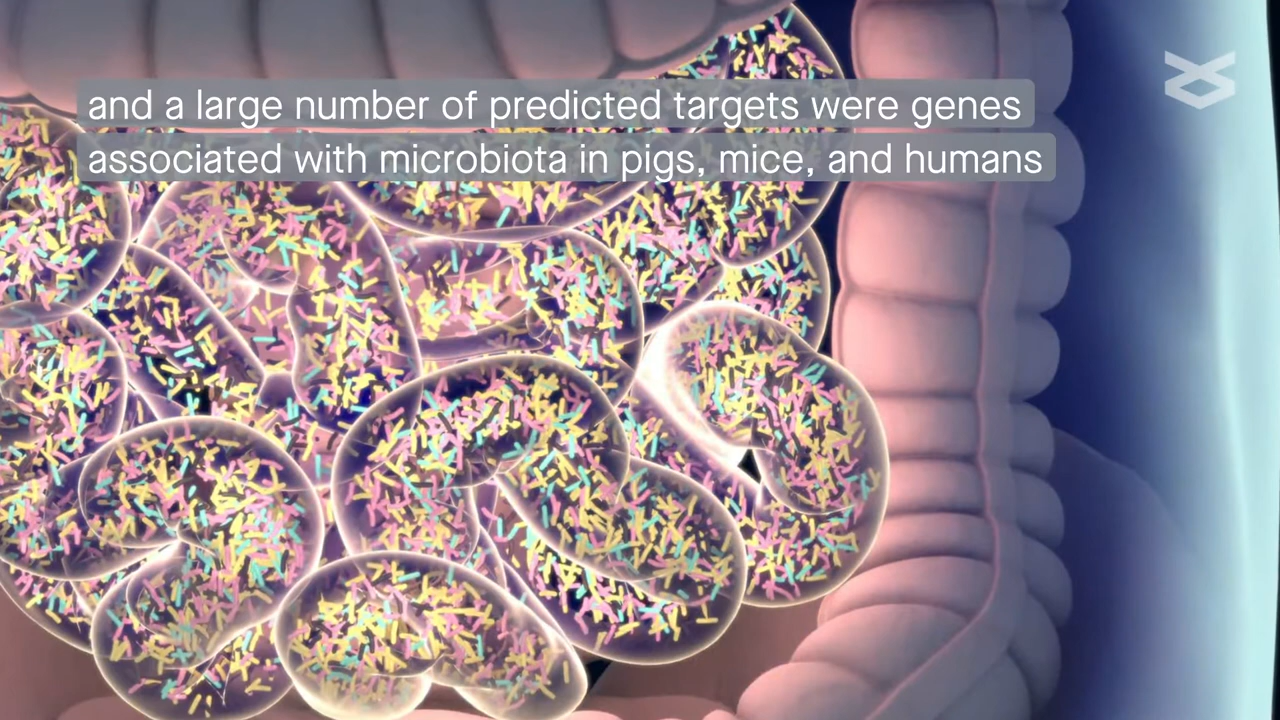 and a large number of predicted targets were genes
associated with microbiota in pigs, mice, and humans